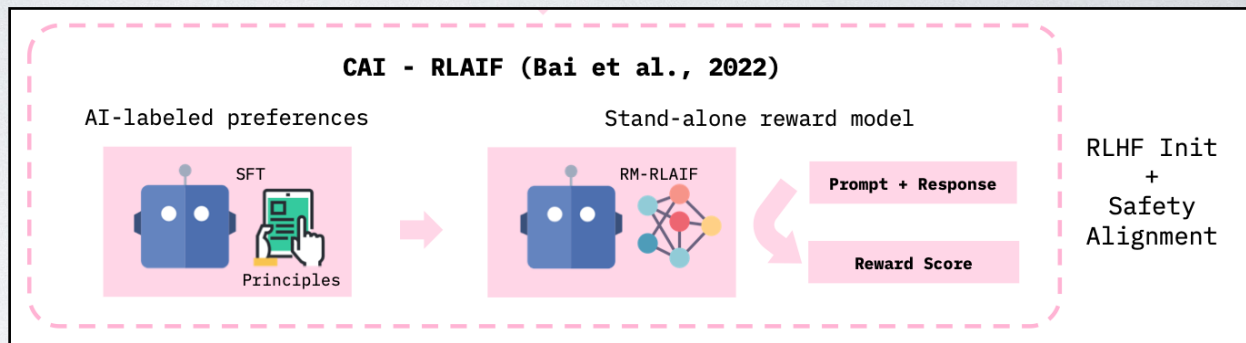 CAI - RLAIF (Bai et al., 2022)
AI-labeled preferences
SFT
Principles
Stand-alone reward model
RM-RLAIF
Prompt + Response
Reward Score
RLHF Init
+
Safety
Alignment